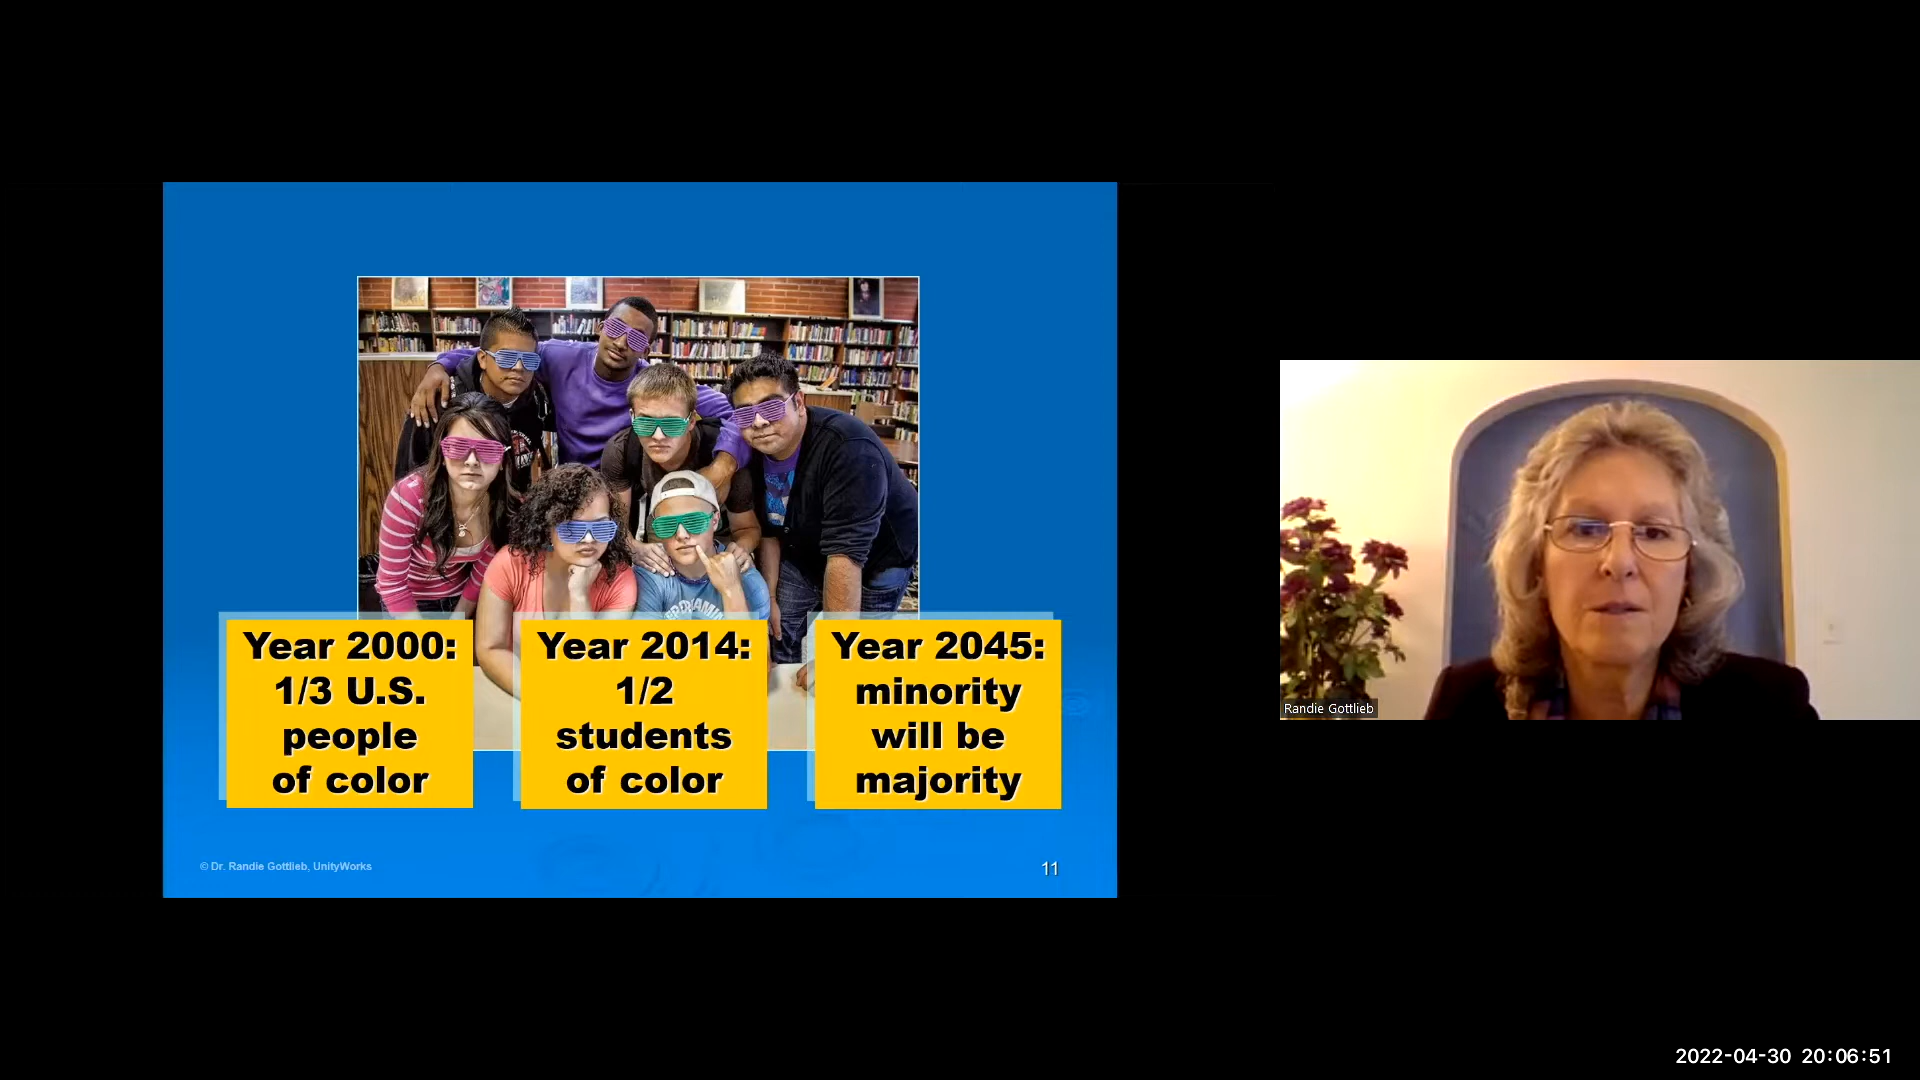 Year 2000:
1/3 U.S.
people
of color
Year 2014:
1/2
students
of color
Year 2045:
minority
will be
majority
© Dr. Randie Gottlieb, UnityWorks
11
Randie Gottlieb
2022-04-30 20:06:51